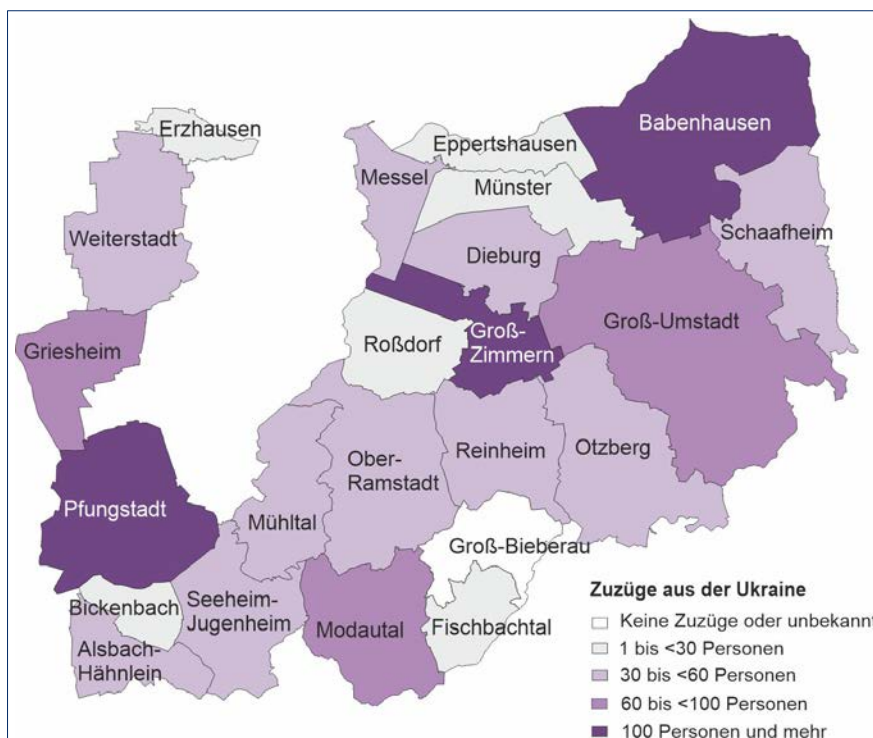 Erzhausen
Eppertshausen
Babenhausen
Messel
Münster
Weiterstadt
Schaafheim
Dieburg
Groß-Umstadt
Griesheim
Roßdorf
Groß-
Zimmern
Ober-
Ramstadt
Reinheim
Otzberg
Pfungstadt
Mühltal
Groß-Bieberau
Bickenbach
Seeheim-
Jugenheim
Modautal
Fischbachtal
Alsbach-
Hähnlein
Zuzüge aus der Ukraine
Keine Zuzüge oder unbekannt
1 bis <30 Personen
30 bis <60 Personen
60 bis <100 Personen
100 Personen und mehr